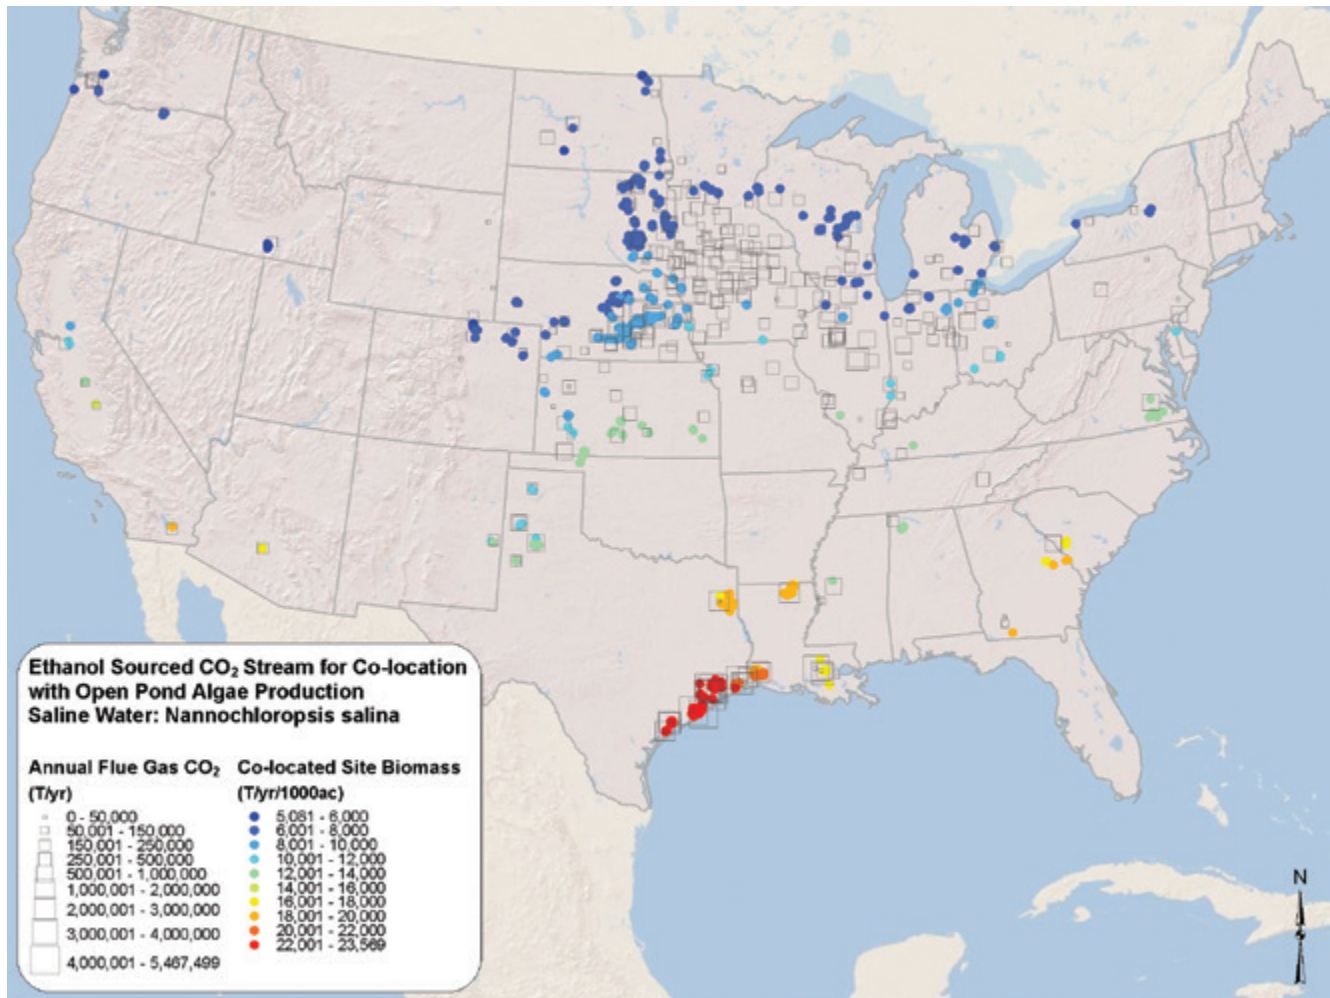 Ethanol Sourced CO₂ Stream for Co-location
with Open Pond Algae Production
Saline Water: Nannochloropsis salina
Annual Flue Gas CO₂
(T/yr)
0 - 50,000
50,001 - 150,000
150,001 - 250,000
250,001 - 500,000
500,001 - 1,000,000
1,000,001 - 2,000,000
2,000,001 - 3,000,000
3,000,001 - 4,000,000
4,000,001 - 5,467,499
Co-located Site Biomass
(T/yr/1000ac)
5,081 - 6,000
6,001 - 8,000
8,001 - 10,000
10,001 - 12,000
12,001 - 14,000
14,001 - 16,000
16,001 - 18,000
18,001 - 20,000
20,001 - 22,000
22,001 - 23,569
N